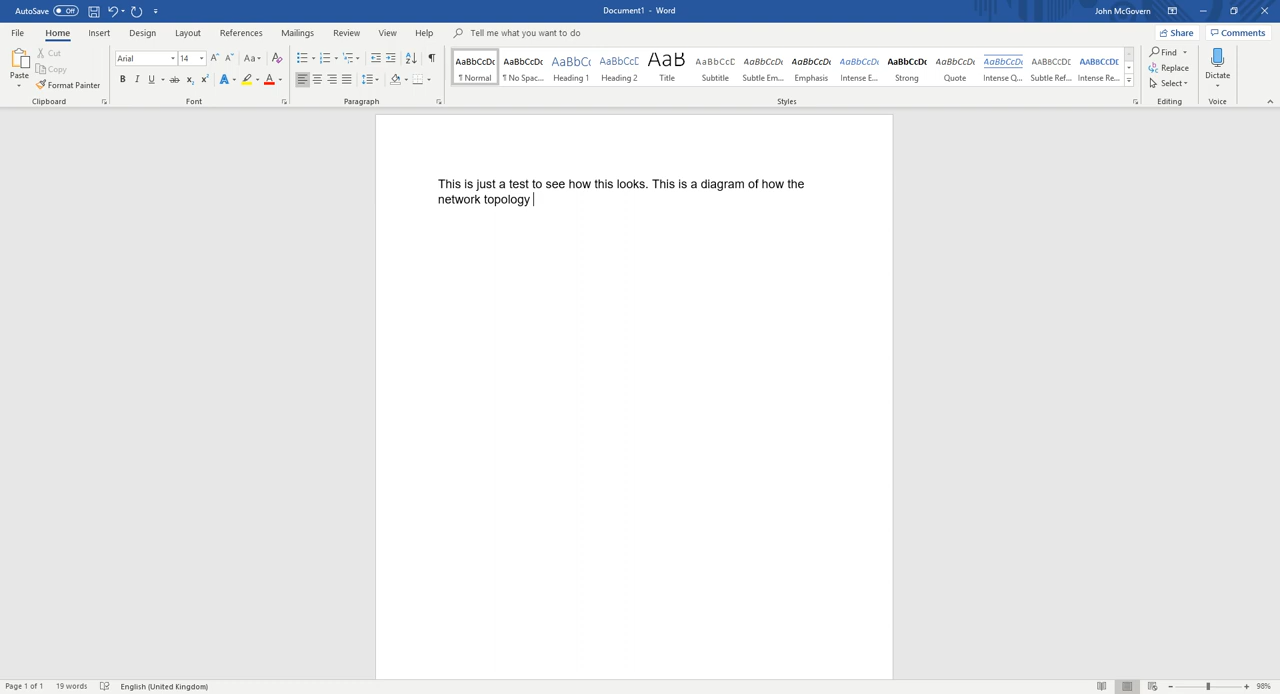 AutoSave Off Document1 - Word John McGovern
File Home Insert Design Layout References Mailings Review View Help Tell me what you want to do Share Comments
Paste Cut Copy Format Painter
Arial 14 Aa
B I U ab x₂ x² A A
AaBbCcDc AaBbCcDc AaBbCc AaBbCcC AaB AaBbCcC AaBbCcDc AaBbCcDc AaBbCcDc AaBbCcDc AaBbCcDc AaBbCcDc AABBCCDC AABBCCDC
¶ Normal ¶ No Spac... Heading 1 Heading 2 Title Subtitle Subtle Em... Emphasis Intense E... Strong Quote Intense Q... Subtle Ref... Intense Re...
Find Replace Select Dictate
Clipboard Font Paragraph Styles Editing Voice
This is just a test to see how this looks. This is a diagram of how the
network topology
Page 1 of 1 19 words English (United Kingdom) 98%